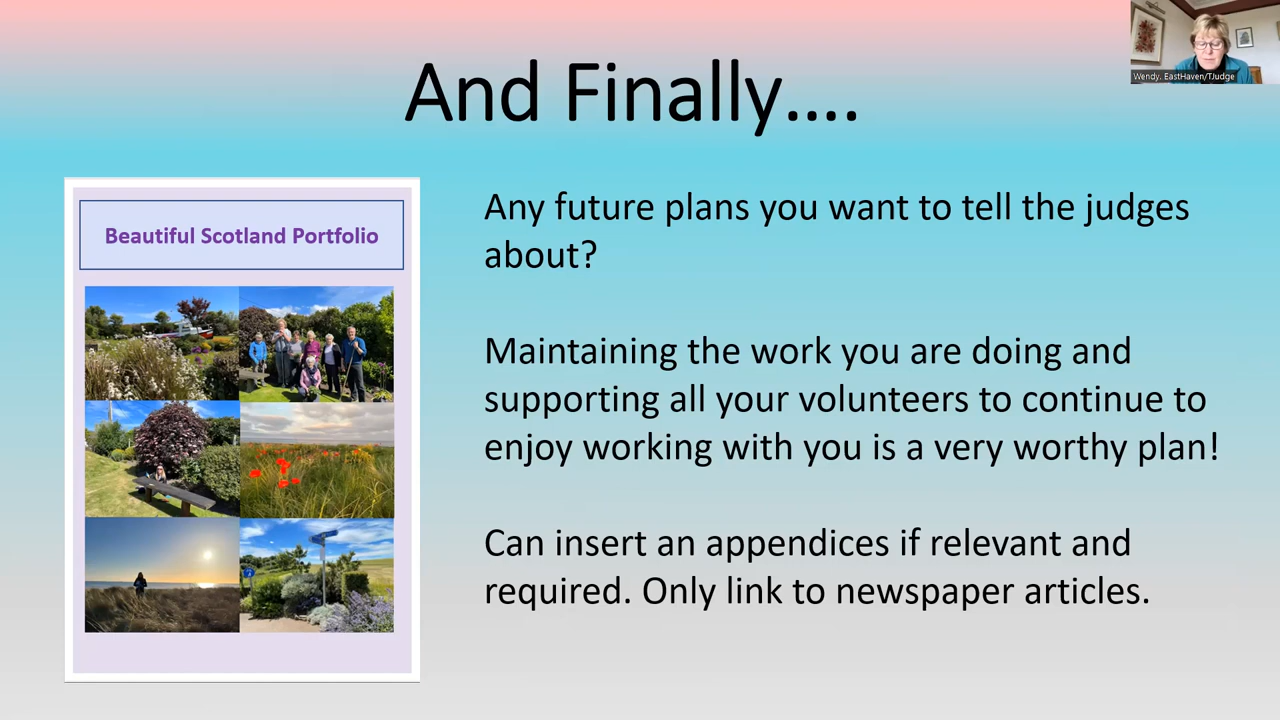 And Finally....
Wendy. EastHaven/TJudge
Beautiful Scotland Portfolio
Any future plans you want to tell the judges
about?
Maintaining the work you are doing and
supporting all your volunteers to continue to
enjoy working with you is a very worthy plan!
Can insert an appendices if relevant and
required. Only link to newspaper articles.